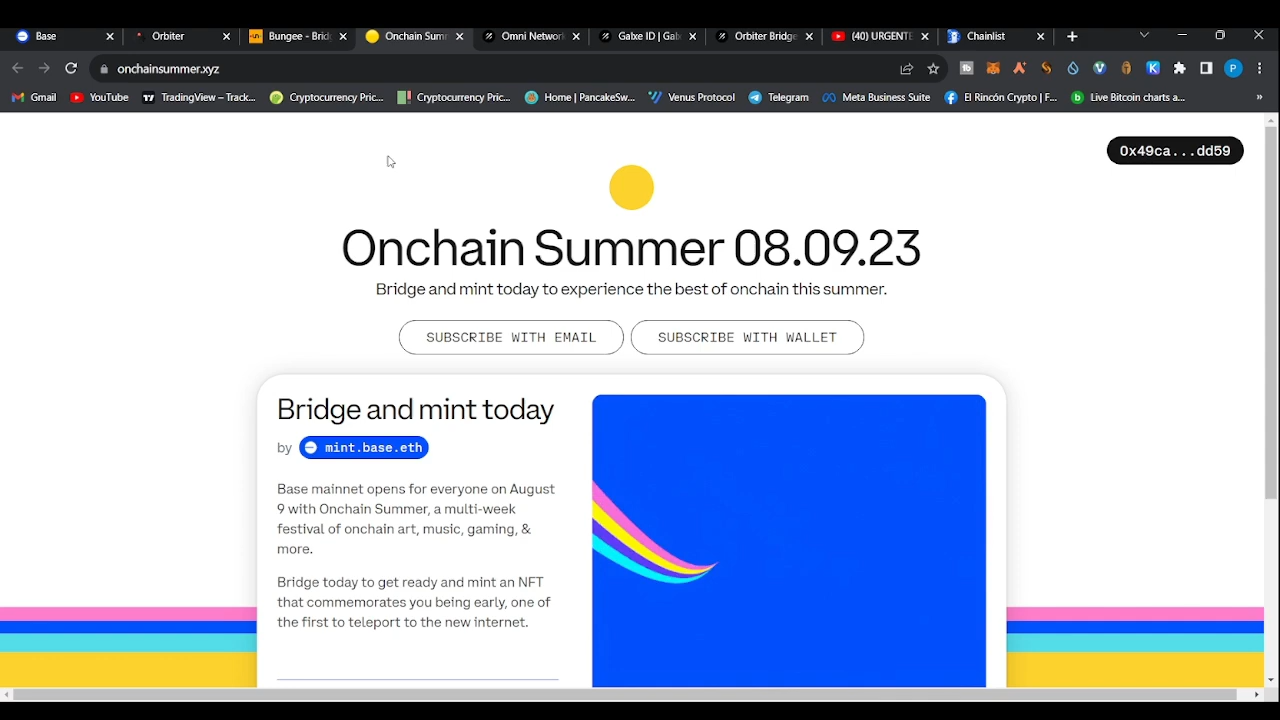 Base
Orbiter
Bungee - Bridg
Onchain Summ
Omni Network
Galxe ID | Gal
Orbiter Bridge
(40) URGENTE
Chainlist
onchainsummer.xyz
P
Gmail
YouTube
TradingView – Track...
Cryptocurrency Pric...
Cryptocurrency Pric...
Home | PancakeSw...
Venus Protocol
Telegram
Meta Business Suite
El Rincón Crypto | F...
Live Bitcoin charts a...
»
0x49ca...dd59
Onchain Summer 08.09.23
Bridge and mint today to experience the best of onchain this summer.
SUBSCRIBE WITH EMAIL
SUBSCRIBE WITH WALLET
Bridge and mint today
by mint.base.eth
Base mainnet opens for everyone on August
9 with Onchain Summer, a multi-week
festival of onchain art, music, gaming, &
more.
Bridge today to get ready and mint an NFT
that commemorates you being early, one of
the first to teleport to the new internet.